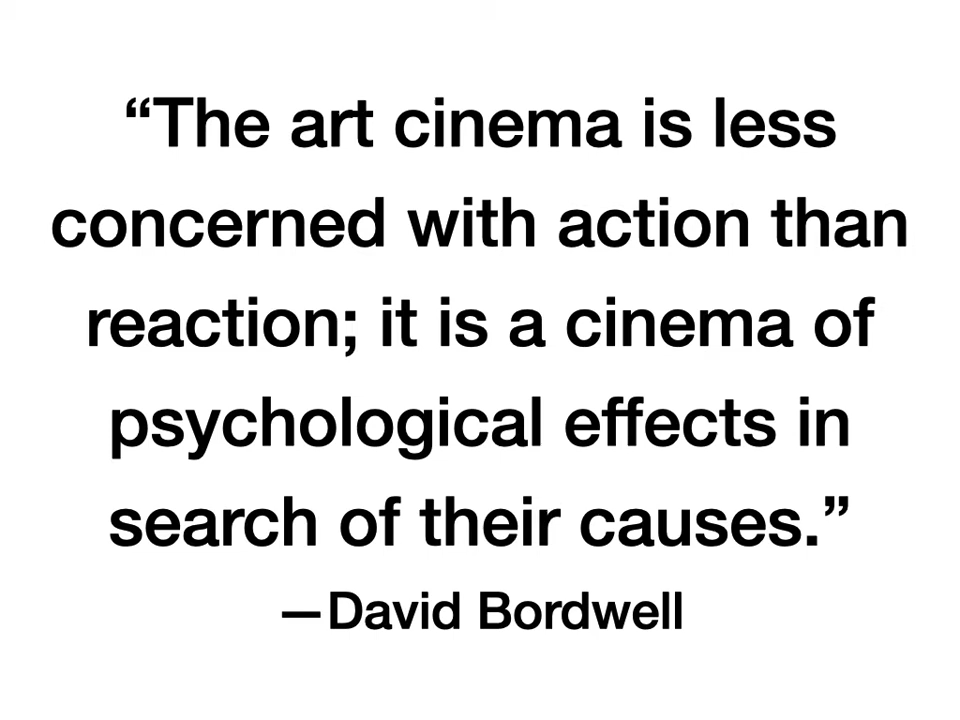 “The art cinema is less
concerned with action than
reaction; it is a cinema of
psychological effects in
search of their causes.”
—David Bordwell